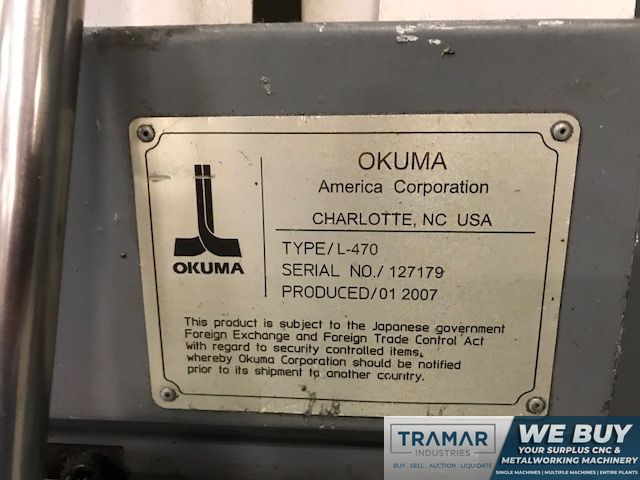 OKUMA
OKUMA
America Corporation
CHARLOTTE, NC USA
TYPE/L-470
SERIAL NO./127179
PRODUCED/01 2007
This product is subject to the Japanese government
Foreign Exchange and Foreign Trade Control Act
with regard to security controlled items,
whereby Okuma Corporation should be notified
prior to its shipment to another country.
TRAMAR
INDUSTRIES
BUY | SELL | AUCTION | LIQUIDATE
WE BUY
YOUR SURPLUS CNC &
METALWORKING MACHINERY
SINGLE MACHINES | MULTIPLE MACHINES | ENTIRE PLANTS